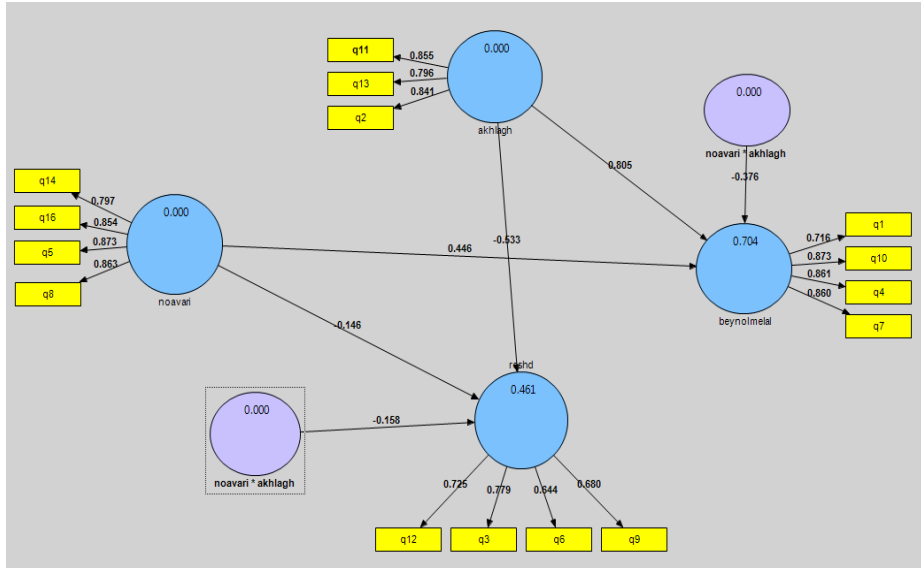 0.000
q11
0.855
q13
0.796
q2
0.841
akhlagh
0.000
noavari * akhlagh
0.805
-0.376
q14
0.797
q16
0.854
q5
0.873
q8
0.863
0.000
noavari
0.446
-0.533
0.704
beynolmelal
q1
0.716
q10
0.873
q4
0.861
q7
0.860
-0.146
reshd
0.461
0.000
noavari * akhlagh
-0.158
0.725
0.779
0.644
0.680
q12
q3
q6
q9